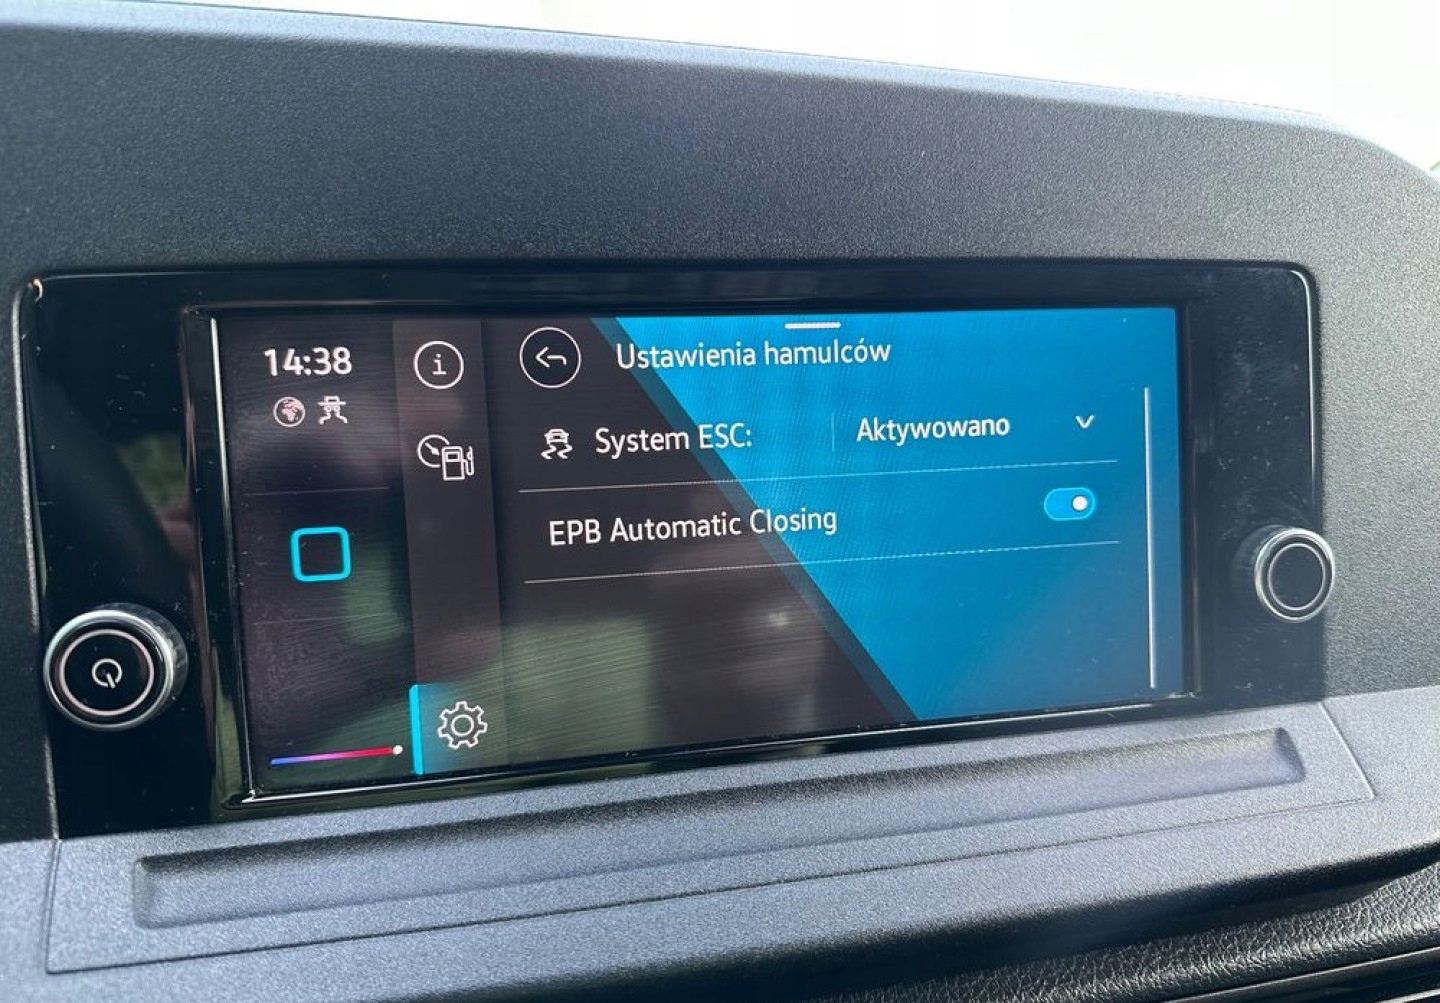 14:38
Ustawienia hamulców
System ESC: Aktywowano
EPB Automatic Closing